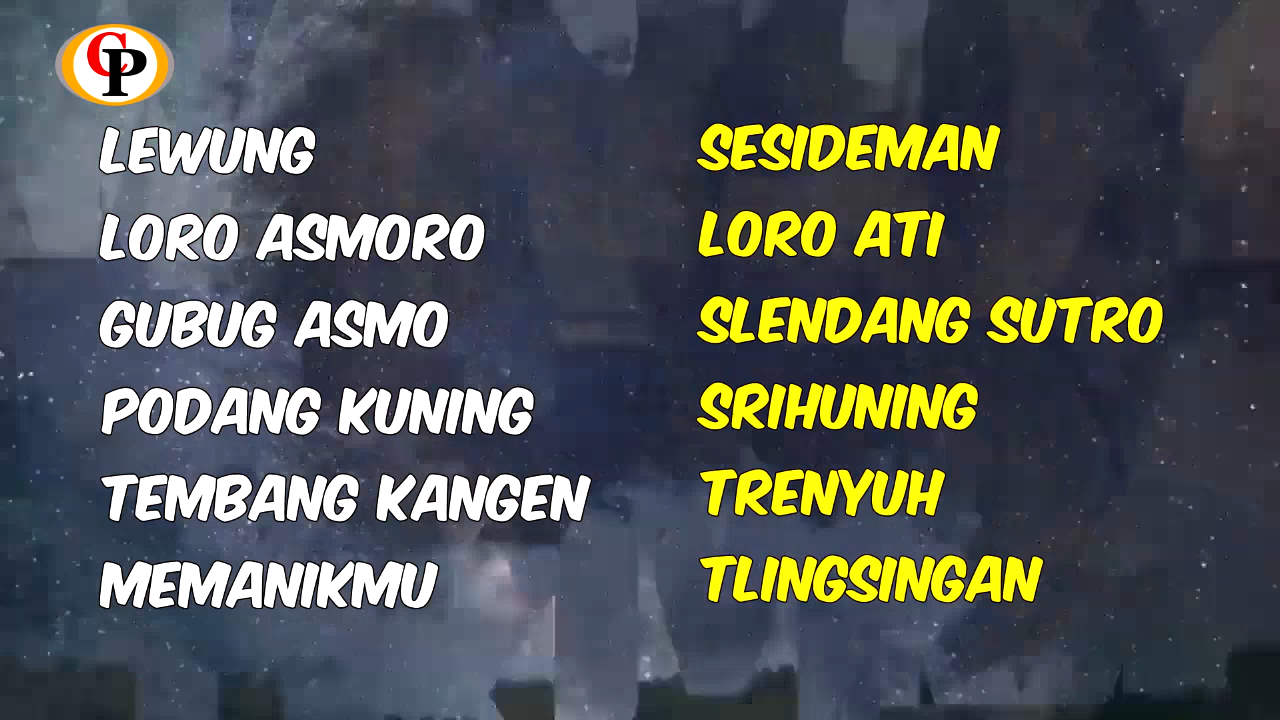 CP
LEWUNG
LORO ASMORO
GUBUG ASMO
PODANG KUNING
TEMBANG KANGEN
MEMANIKMU
SESIDEMAN
LORO ATI
SLENDANG SUTRO
SRIHUNING
TRENYUH
TLINGSINGAN